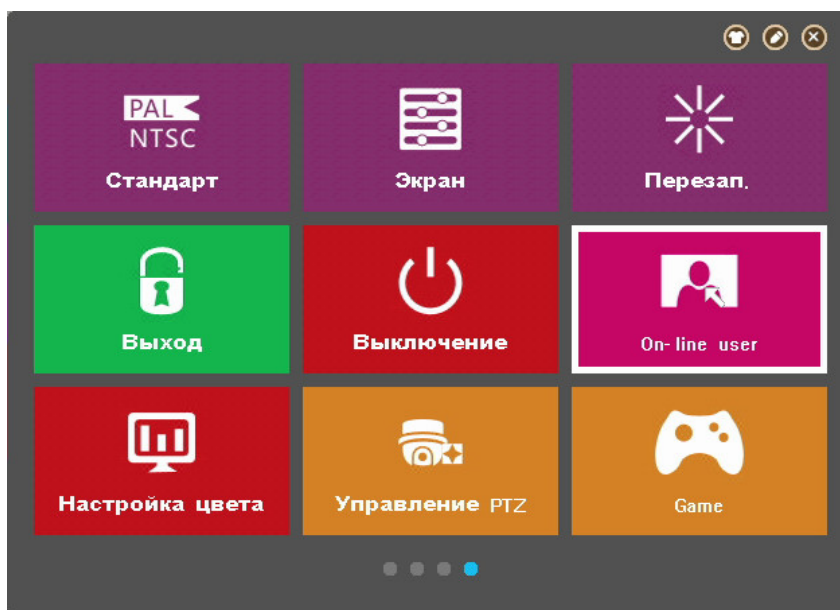 PAL
NTSC
Стандарт
Экран
Перезап.
Выход
Выключение
On-line user
Настройка цвета
Управление PTZ
Game